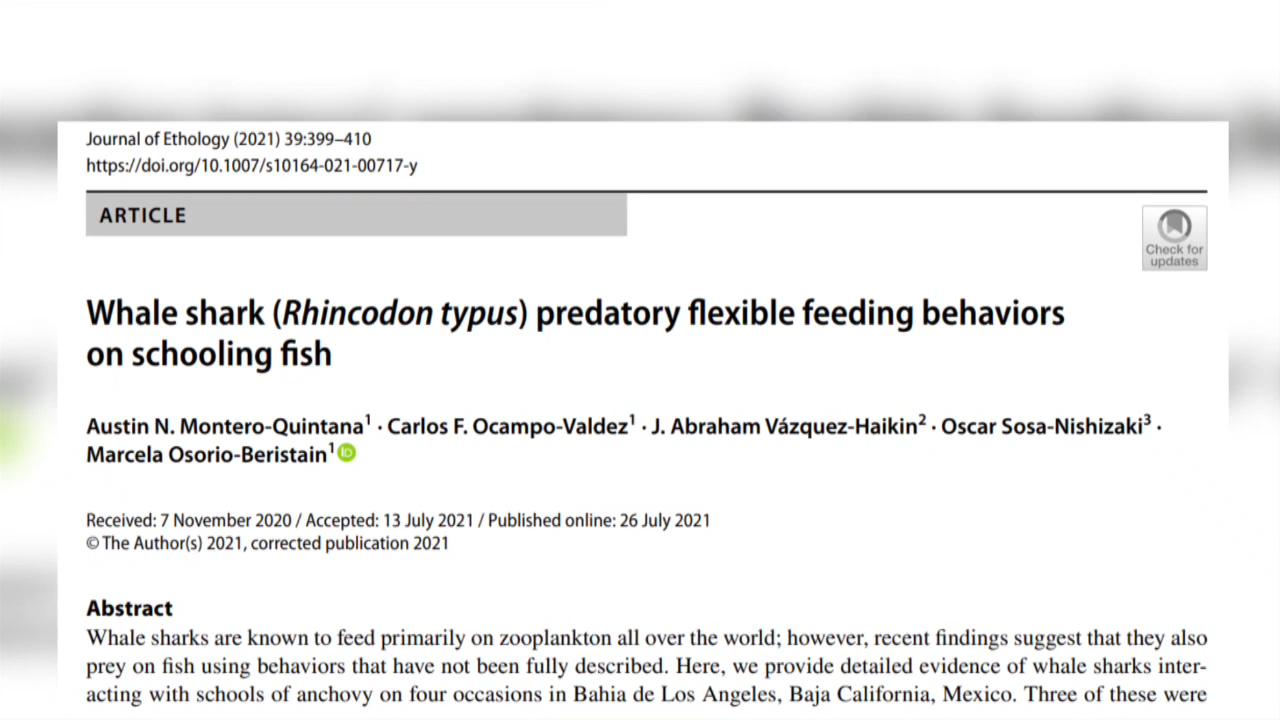 Journal of Ethology (2021) 39:399–410
https://doi.org/10.1007/s10164-021-00717-y
ARTICLE
Check for
updates
Whale shark (Rhincodon typus) predatory flexible feeding behaviors
on schooling fish
Austin N. Montero-Quintana1 · Carlos F. Ocampo-Valdez1 · J. Abraham Vázquez-Haikin2 · Oscar Sosa-Nishizaki3 ·
Marcela Osorio-Beristain1 iD
Received: 7 November 2020 / Accepted: 13 July 2021 / Published online: 26 July 2021
© The Author(s) 2021, corrected publication 2021
Abstract
Whale sharks are known to feed primarily on zooplankton all over the world; however, recent findings suggest that they also
prey on fish using behaviors that have not been fully described. Here, we provide detailed evidence of whale sharks inter-
acting with schools of anchovy on four occasions in Bahia de Los Angeles, Baja California, Mexico. Three of these were